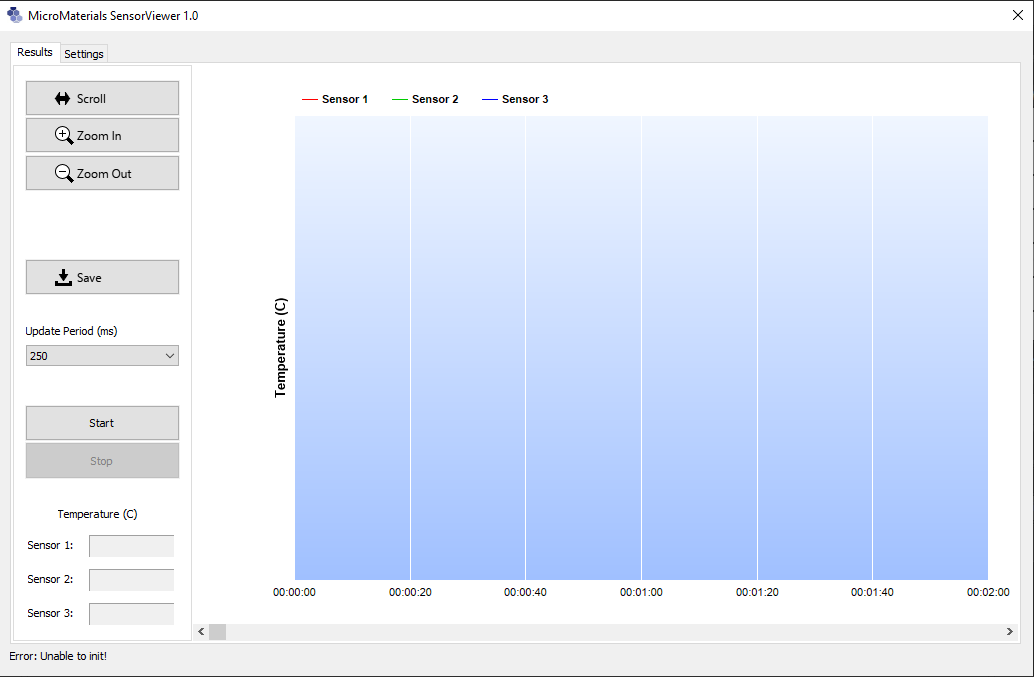 MicroMaterials SensorViewer 1.0
Results
Settings
Scroll
Zoom In
Zoom Out
Save
Update Period (ms)
250
Start
Stop
Temperature (C)
Sensor 1:
Sensor 2:
Sensor 3:
Sensor 1 Sensor 2 Sensor 3
Temperature (C)
00:00:00 00:00:20 00:00:40 00:01:00 00:01:20 00:01:40 00:02:00
Error: Unable to init!